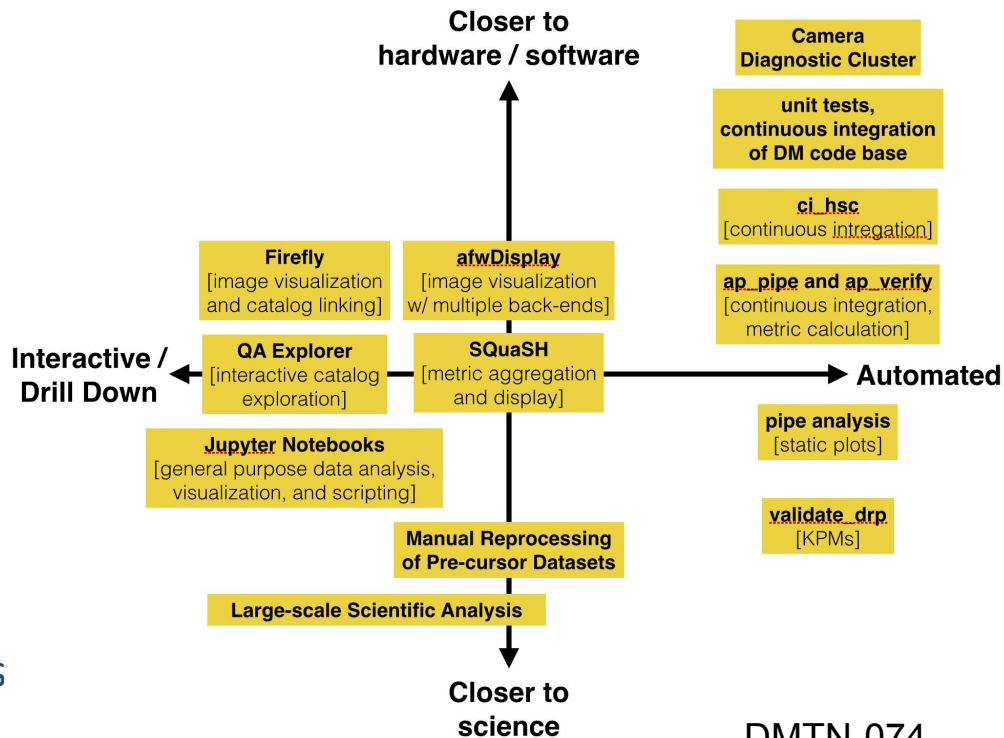 Closer to
hardware / software
Camera
Diagnostic Cluster
unit tests,
continuous integration
of DM code base
ci_hsc
[continuous intregation]
Firefly
[image visualization
and catalog linking]
afwDisplay
[image visualization
w/ multiple back-ends]
ap_pipe and ap_verify
[continuous integration,
metric calculation]
Interactive /
Drill Down
QA Explorer
[interactive catalog
exploration]
SQuaSH
[metric aggregation
and display]
Automated
pipe analysis
[static plots]
Jupyter Notebooks
[general purpose data analysis,
visualization, and scripting]
validate_drp
[KPMs]
Manual Reprocessing
of Pre-cursor Datasets
Large-scale Scientific Analysis
s
Closer to
science
DMTN-074